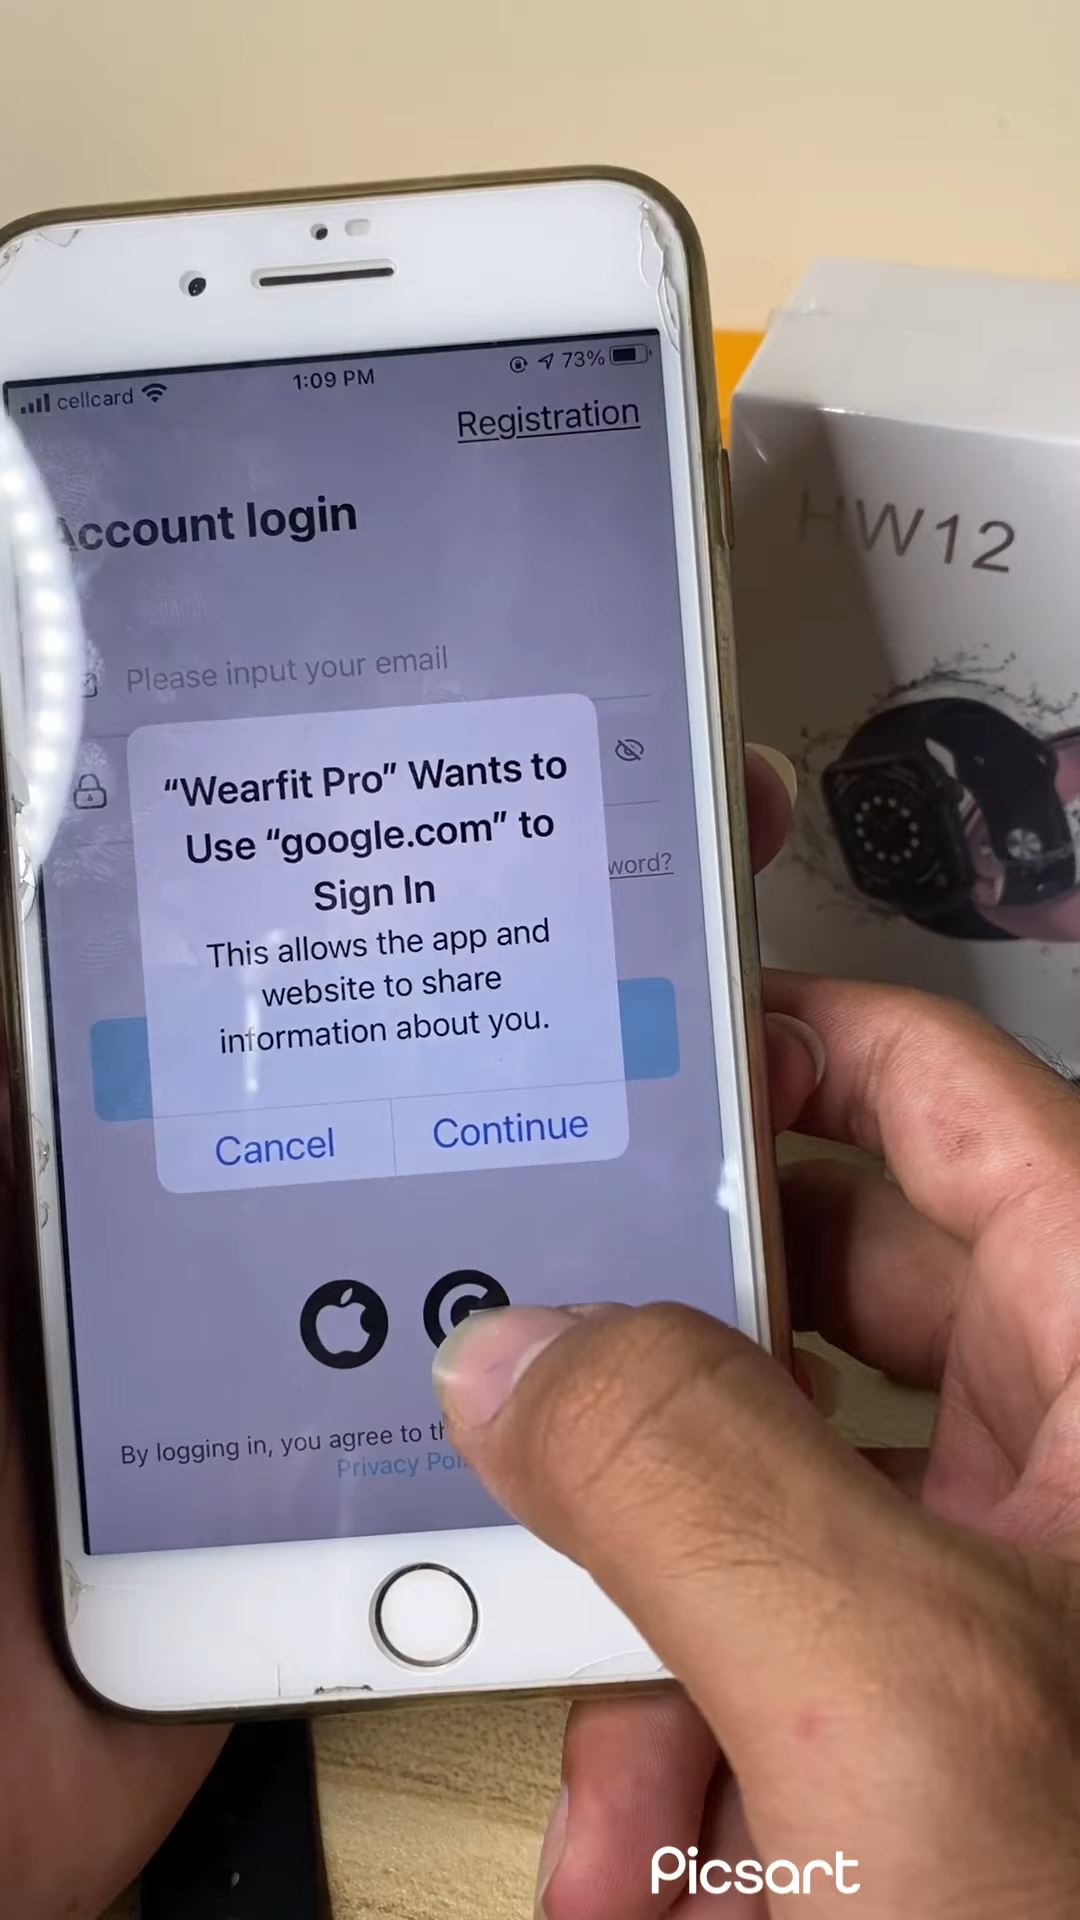 cellcard
1:09 PM
73%
Registration
Account login
Please input your email
"Wearfit Pro" Wants to
Use "google.com" to
Sign In
This allows the app and
website to share
information about you.
word?
Cancel
Continue
By logging in, you agree to
Privacy
HW12
Picsart